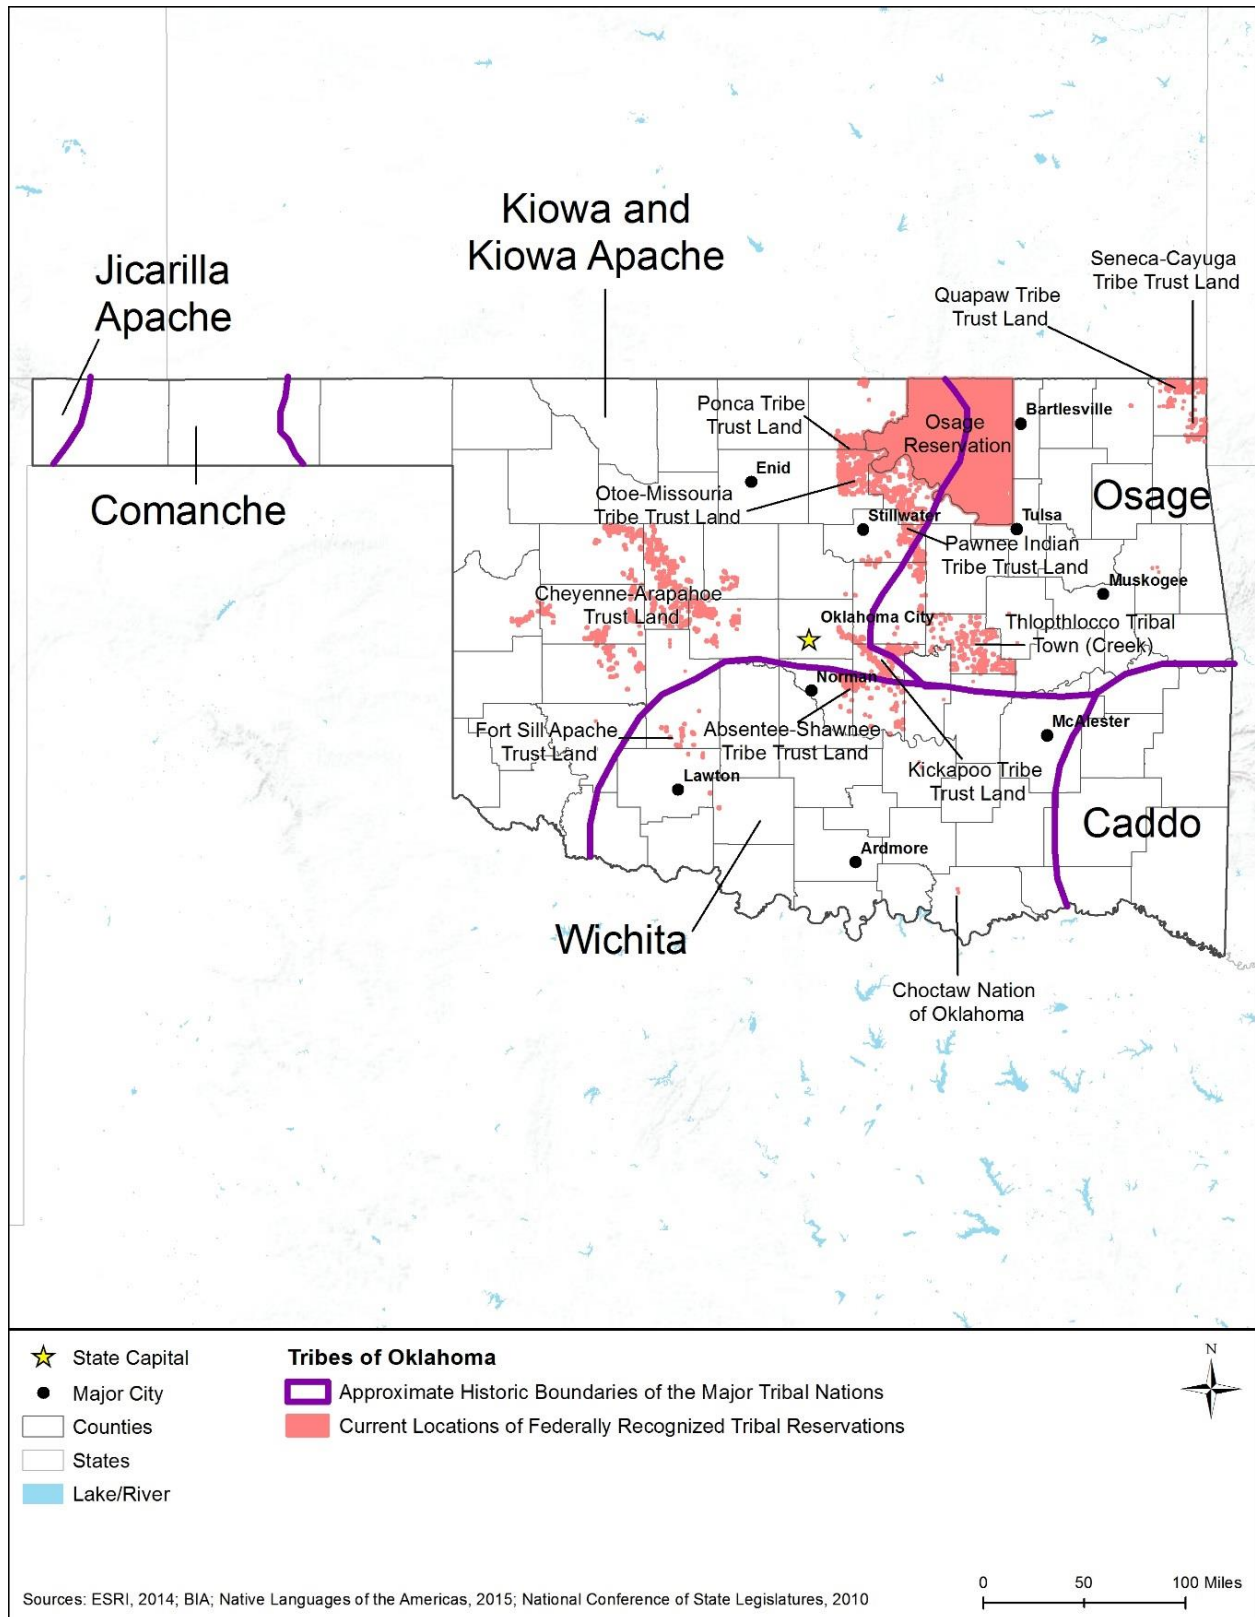 Kiowa and
Kiowa Apache
Jicarilla
Apache
Seneca-Cayuga
Tribe Trust Land
Quapaw Tribe
Trust Land
Ponca Tribe
Trust Land
Osage
Reservation
Bartlesville
Enid
Comanche
Otoe-Missouria
Tribe Trust Land
Osage
Stillwater
Tulsa
Pawnee Indian
Tribe Trust Land
Muskogee
Cheyenne-Arapahoe
Trust Land
Oklahoma City
Thlopthlocco Tribal
Town (Creek)
Norman
Fort Sill Apache
Trust Land
Absentee-Shawnee
Tribe Trust Land
McAlester
Kickapoo Tribe
Trust Land
Lawton
Caddo
Ardmore
Wichita
Choctaw Nation
of Oklahoma
State Capital
Major City
Counties
States
Lake/River
Tribes of Oklahoma
Approximate Historic Boundaries of the Major Tribal Nations
Current Locations of Federally Recognized Tribal Reservations
N
Sources: ESRI, 2014; BIA; Native Languages of the Americas, 2015; National Conference of State Legislatures, 2010
0 50 100 Miles